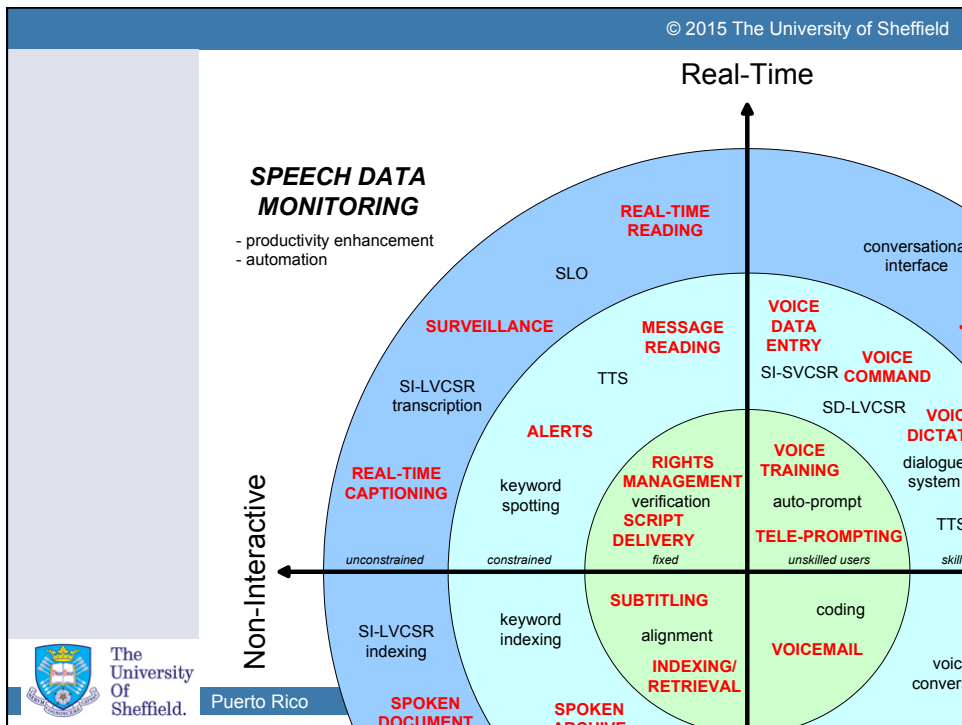 © 2015 The University of Sheffield
Real-Time
SPEECH DATA
MONITORING
- productivity enhancement
- automation
REAL-TIME
READING
SLO
SURVEILLANCE
SI-LVCSR
transcription
REAL-TIME
CAPTIONING
unconstrained
MESSAGE
READING
TTS
ALERTS
keyword
spotting
constrained
RIGHTS
MANAGEMENT
verification
SCRIPT
DELIVERY
fixed
conversational
interface
VOICE
DATA
ENTRY
SI-SVCSR
VOICE
COMMAND
SD-LVCSR
dialogue
system
TTS
VOICE
TRAINING
auto-prompt
TELE-PROMPTING
unskilled users
Non-Interactive
SI-LVCSR
indexing
SPOKEN
DOCUMENT
keyword
indexing
SPOKEN
SUBTITLING
alignment
INDEXING/
RETRIEVAL
coding
VOICEMAIL
The
University
Of
Sheffield.
Puerto Rico